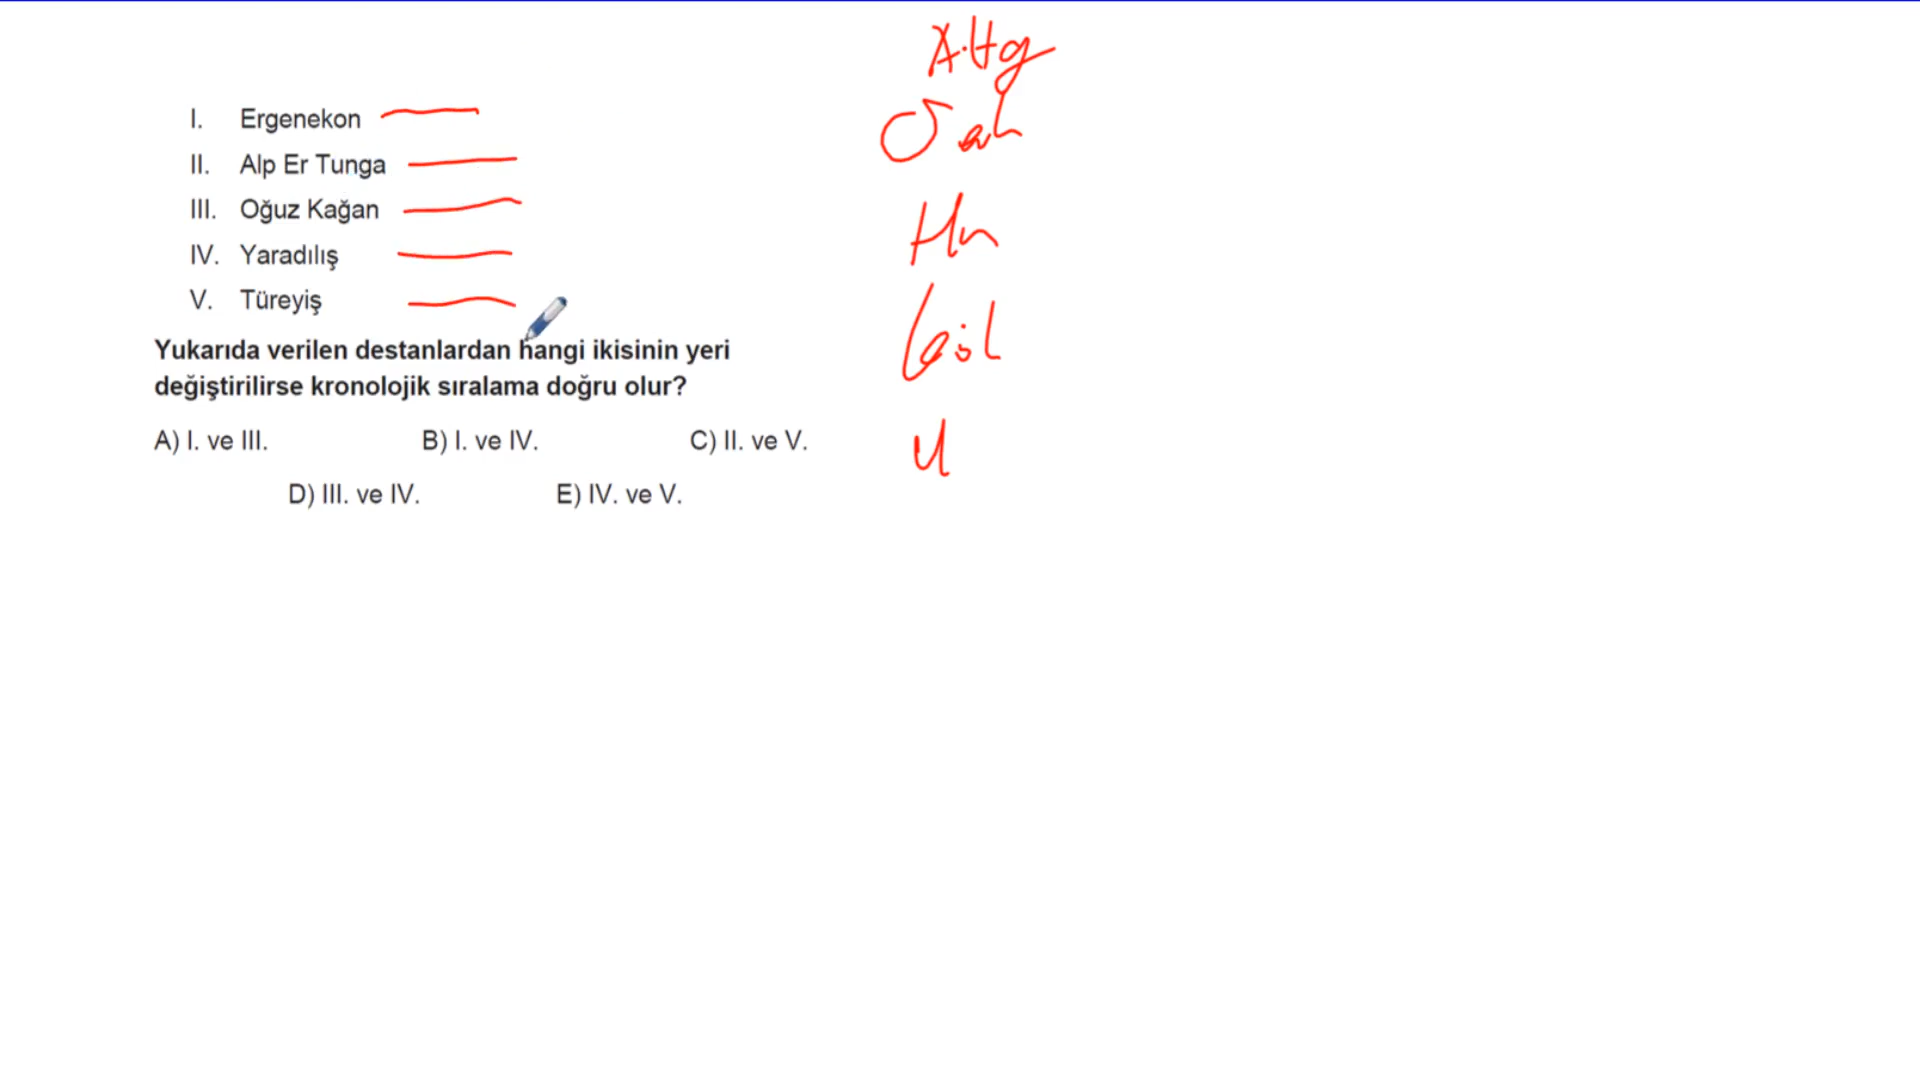 I. Ergenekon
II. Alp Er Tunga
III. Oğuz Kağan
IV. Yaradılış
V. Türeyiş
Yukarıda verilen destanlardan hangi ikisinin yeri
değiştirilirse kronolojik sıralama doğru olur?
A) I. ve III. B) I. ve IV. C) II. ve V.
D) III. ve IV. E) IV. ve V.